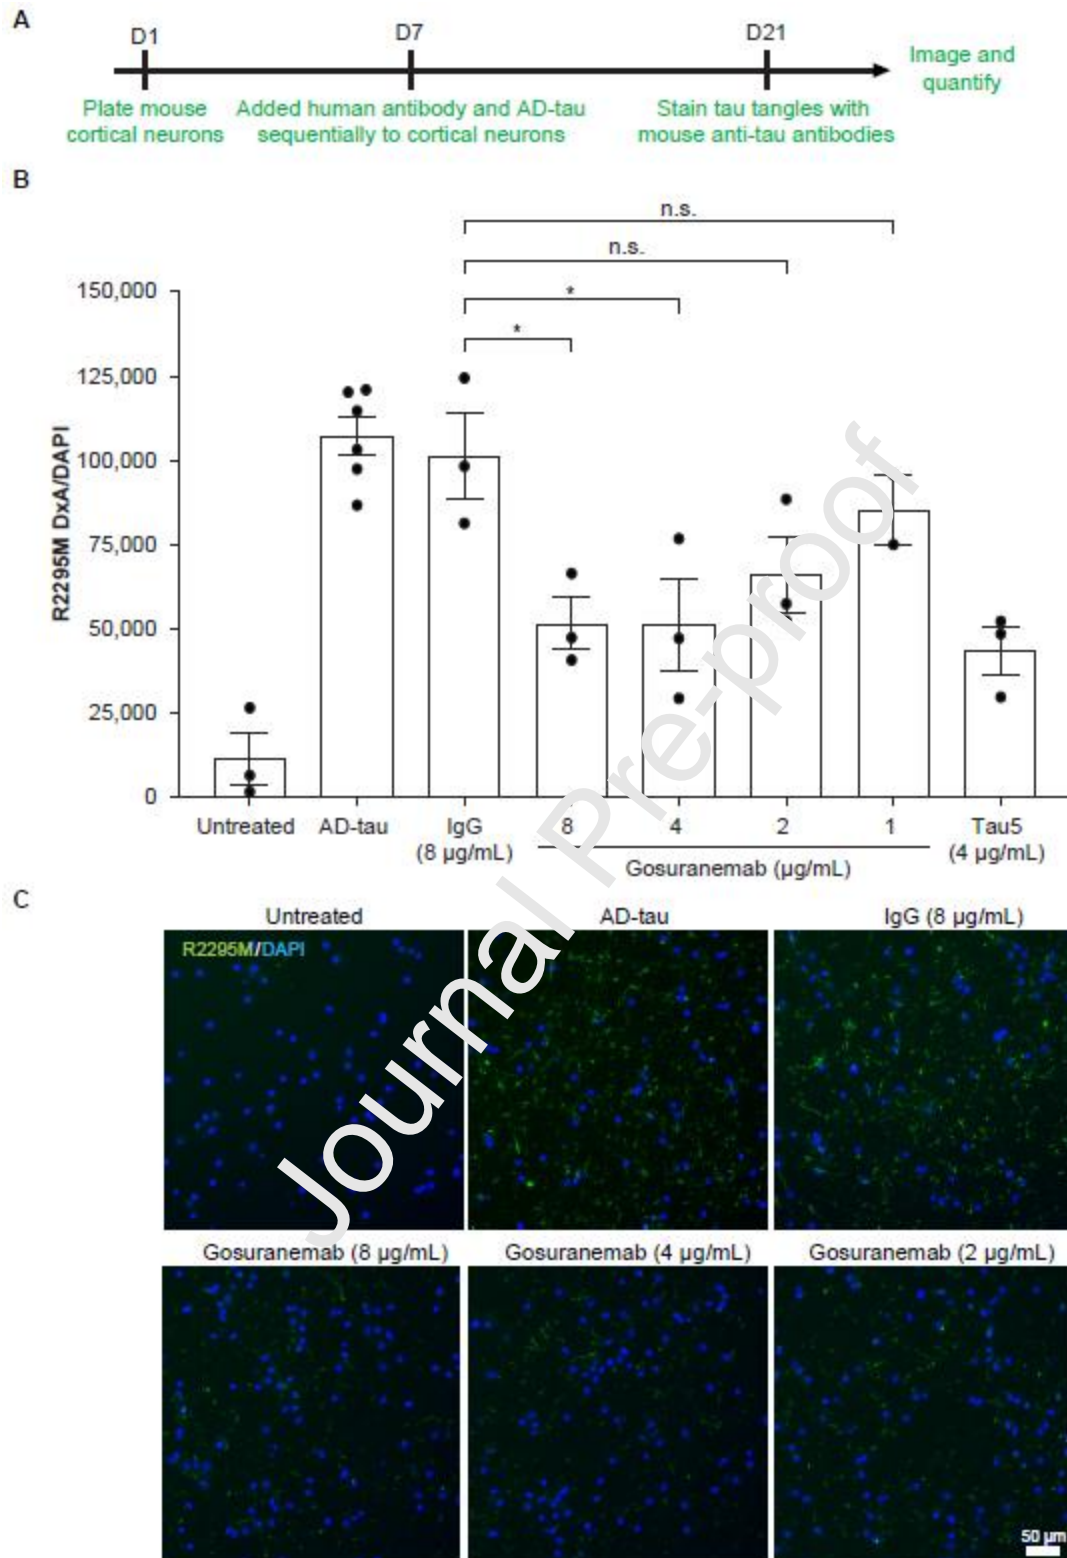 A
D1
D7
D21
Plate mouse
cortical neurons
Added human antibody and AD-tau
sequentially to cortical neurons
Stain tau tangles with
mouse anti-tau antibodies
Image and
quantify
B
n.s.
n.s.
*
*
R2295M DxA/DAPI
150,000
125,000
100,000
75,000
50,000
25,000
0
Untreated
AD-tau
IgG
(8 µg/mL)
8
4
2
1
Gosuranemab (µg/mL)
Tau5
(4 µg/mL)
C
Untreated
AD-tau
IgG (8 µg/mL)
R2295M/DAPI
Gosuranemab (8 µg/mL)
Gosuranemab (4 µg/mL)
Gosuranemab (2 µg/mL)
50 µm
Journal Pre-proof